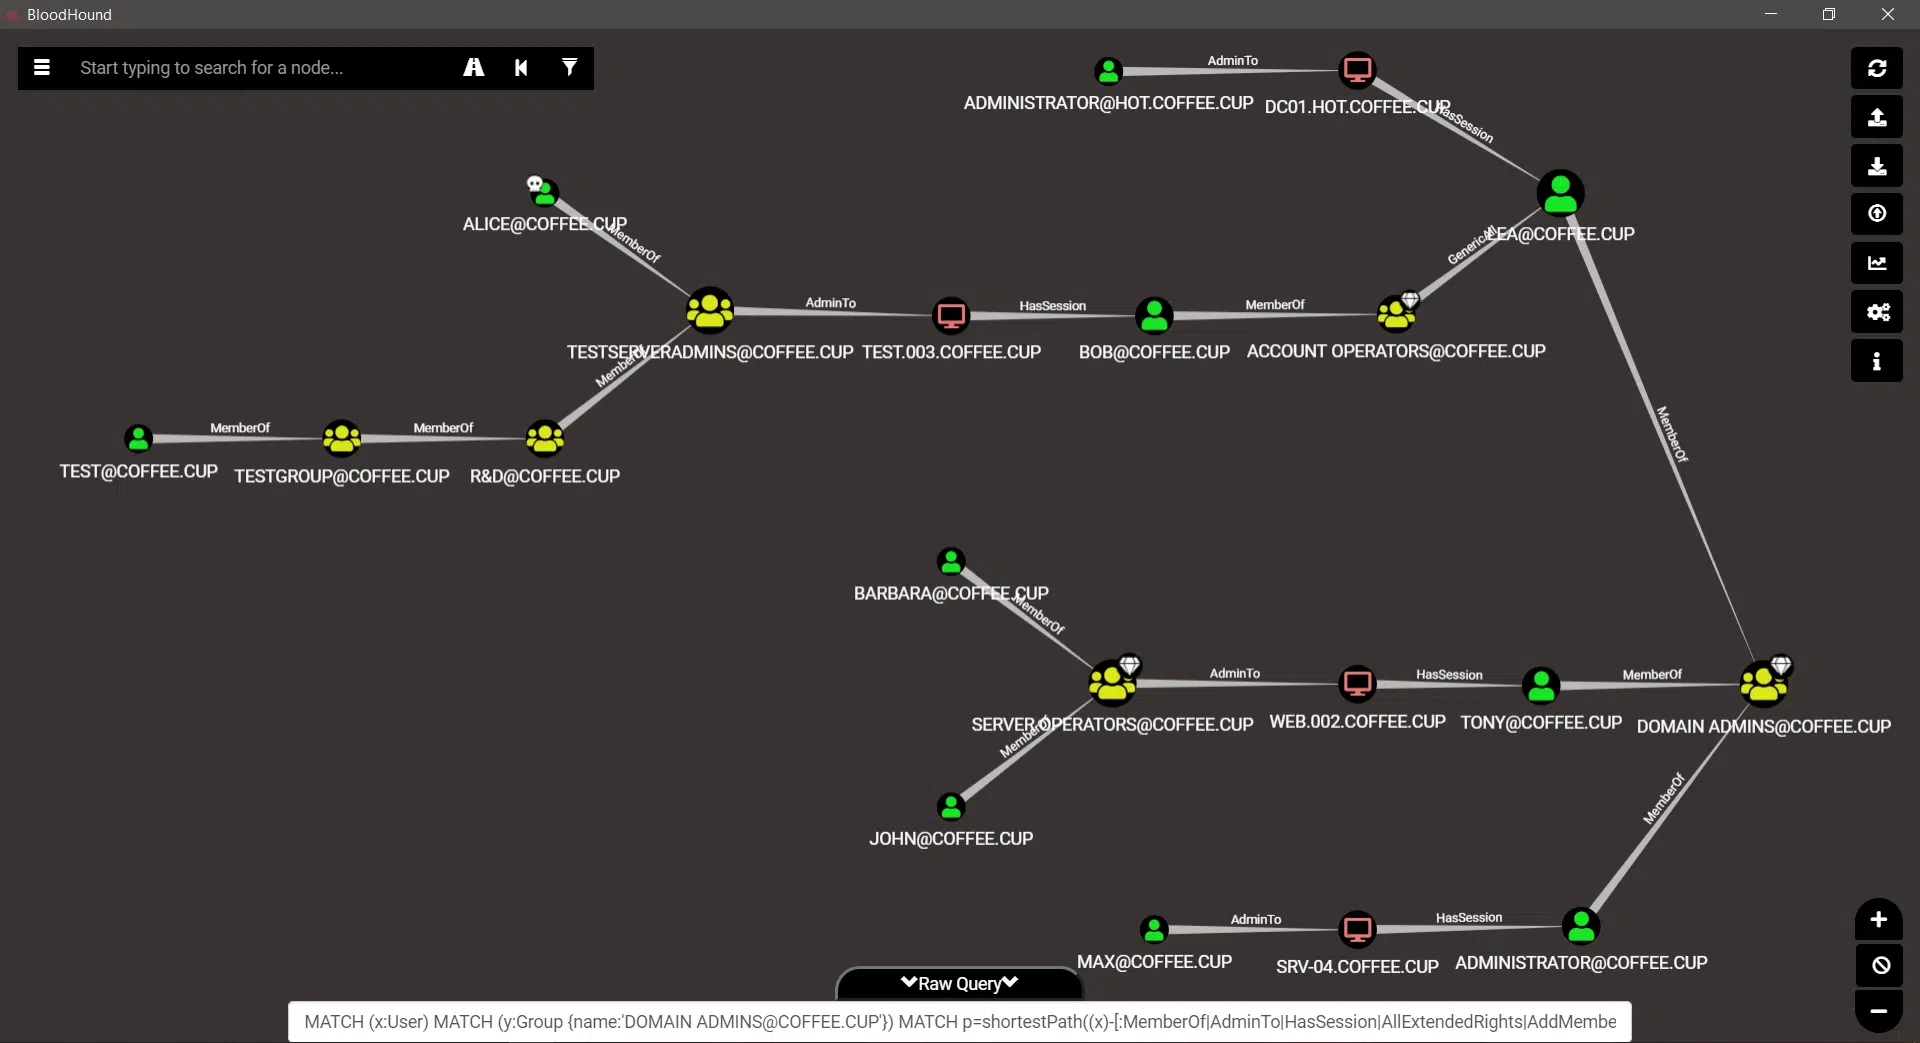 BloodHound
Start typing to search for a node...
AdminTo
ADMINISTRATOR@HOT.COFFEE.CUP
DC01.HOT.COFFEE.CUP
HasSession
ALICE@COFFEE.CUP
MemberOf
GenericAll
LEA@COFFEE.CUP
AdminTo
HasSession
MemberOf
TESTSERVERADMINS@COFFEE.CUP
TEST.003.COFFEE.CUP
BOB@COFFEE.CUP
ACCOUNT OPERATORS@COFFEE.CUP
MemberOf
MemberOf
MemberOf
MemberOf
TEST@COFFEE.CUP
TESTGROUP@COFFEE.CUP
R&D@COFFEE.CUP
BARBARA@COFFEE.CUP
MemberOf
AdminTo
HasSession
MemberOf
SERVER OPERATORS@COFFEE.CUP
WEB.002.COFFEE.CUP
TONY@COFFEE.CUP
DOMAIN ADMINS@COFFEE.CUP
MemberOf
MemberOf
JOHN@COFFEE.CUP
AdminTo
HasSession
MAX@COFFEE.CUP
SRV-04.COFFEE.CUP
ADMINISTRATOR@COFFEE.CUP
Raw Query
MATCH (x:User) MATCH (y:Group {name:'DOMAIN ADMINS@COFFEE.CUP'}) MATCH p=shortestPath((x)-[:MemberOf|AdminTo|HasSession|AllExtendedRights|AddMembe